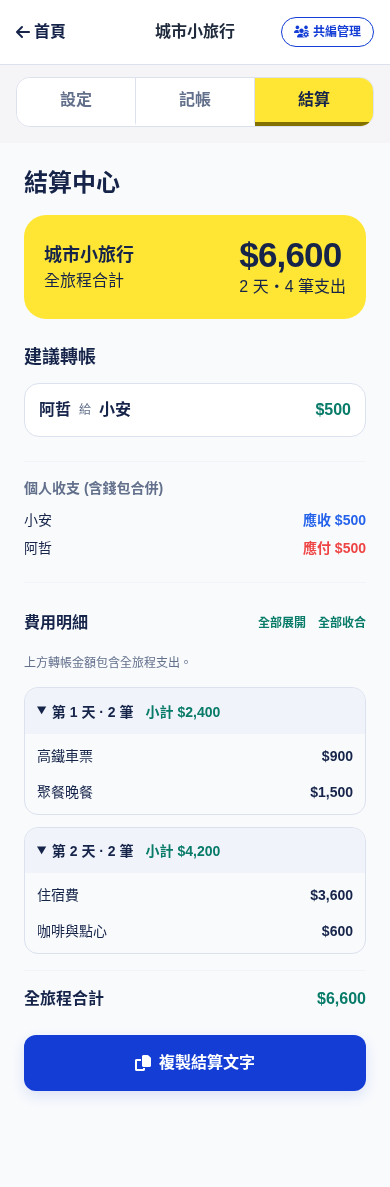 首頁
城市小旅行
共編管理
設定
記帳
結算
結算中心
城市小旅行
$6,600
全旅程合計
2 天・4 筆支出
建議轉帳
阿哲 給 小安
$500
個人收支 (含錢包合併)
小安
應收 $500
阿哲
應付 $500
費用明細
全部展開
全部收合
上方轉帳金額包含全旅程支出。
▼ 第 1 天 · 2 筆 小計 $2,400
高鐵車票
$900
聚餐晚餐
$1,500
▼ 第 2 天 · 2 筆 小計 $4,200
住宿費
$3,600
咖啡與點心
$600
全旅程合計
$6,600
複製結算文字